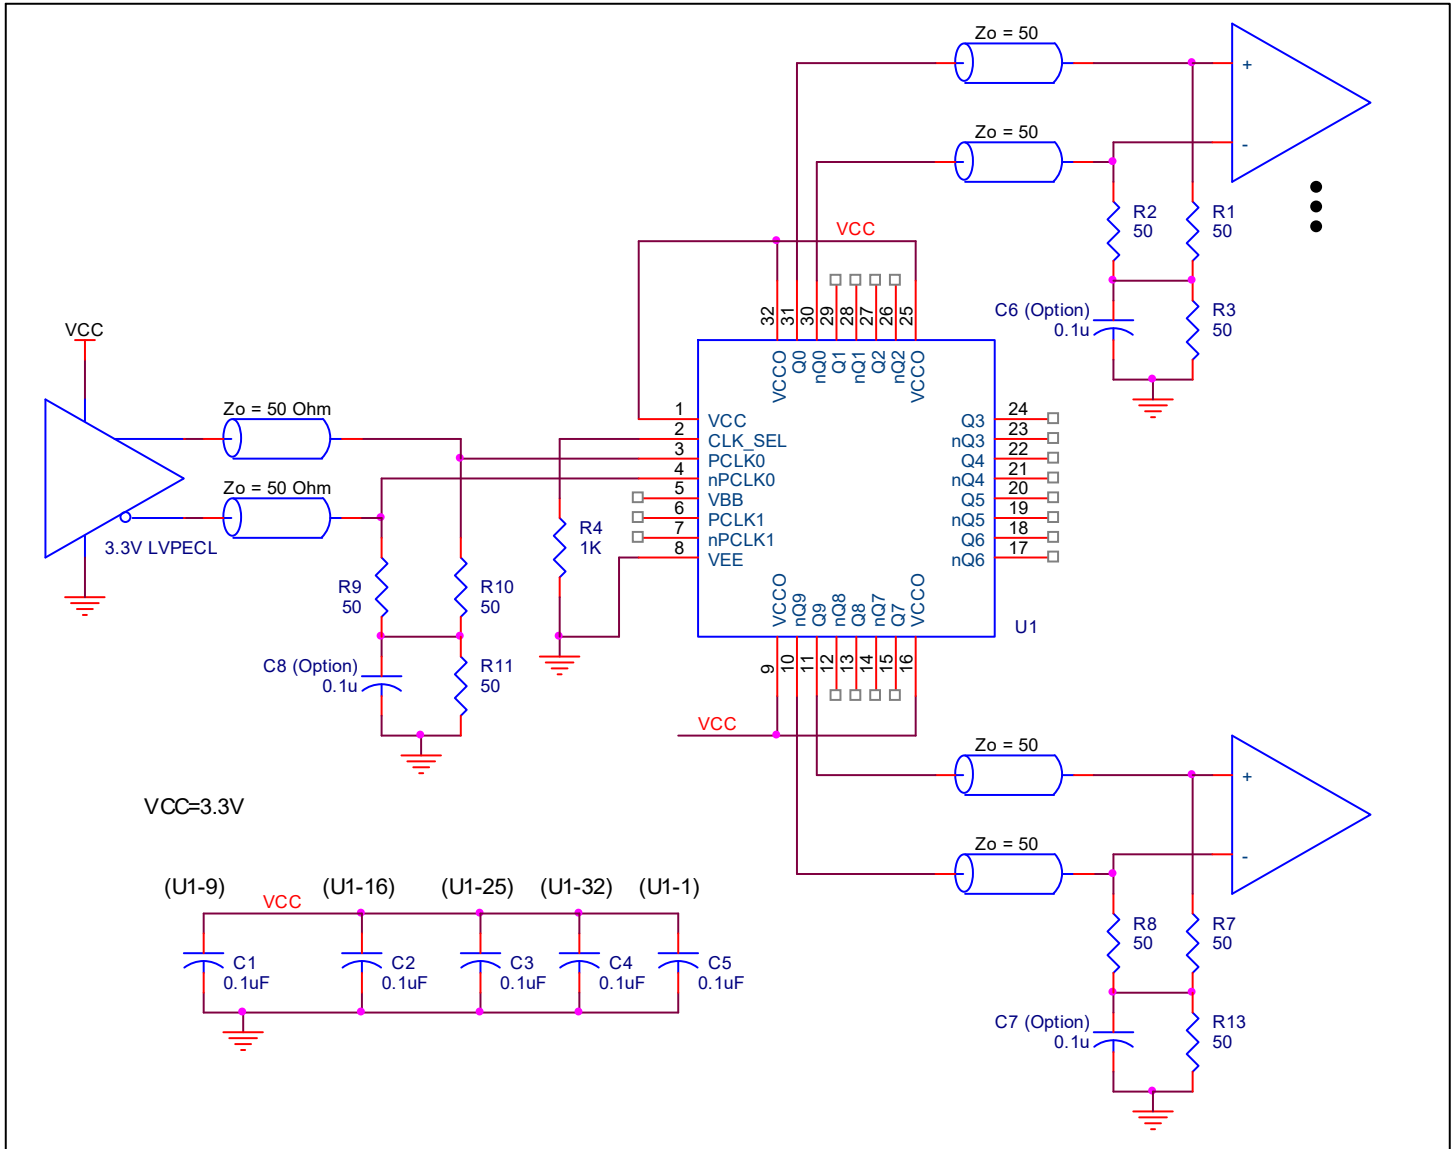 Zo = 50
+
Zo = 50
-
R2
50
R1
50
C6 (Option)
0.1u
R3
50
VCC
32
31
30
29
28
27
26
25
VCCO
Q0
nQ0
Q1
nQ1
Q2
nQ2
VCCO
VCC
Zo = 50 Ohm
Zo = 50 Ohm
3.3V LVPECL
R9
50
R10
50
C8 (Option)
0.1u
R11
50
R4
1K
1
2
3
4
5
6
7
8
VCC
CLK_SEL
PCLK0
nPCLK0
VBB
PCLK1
nPCLK1
VEE
Q3
nQ3
Q4
nQ4
Q5
nQ5
Q6
nQ6
24
23
22
21
20
19
18
17
VCCO
nQ9
Q9
nQ8
Q8
nQ7
Q7
VCCO
9
10
11
12
13
14
15
16
U1
VCC
Zo = 50
+
Zo = 50
-
R8
50
R7
50
C7 (Option)
0.1u
R13
50
VCC=3.3V
(U1-9)
(U1-16)
(U1-25)
(U1-32)
(U1-1)
VCC
C1
0.1uF
C2
0.1uF
C3
0.1uF
C4
0.1uF
C5
0.1uF